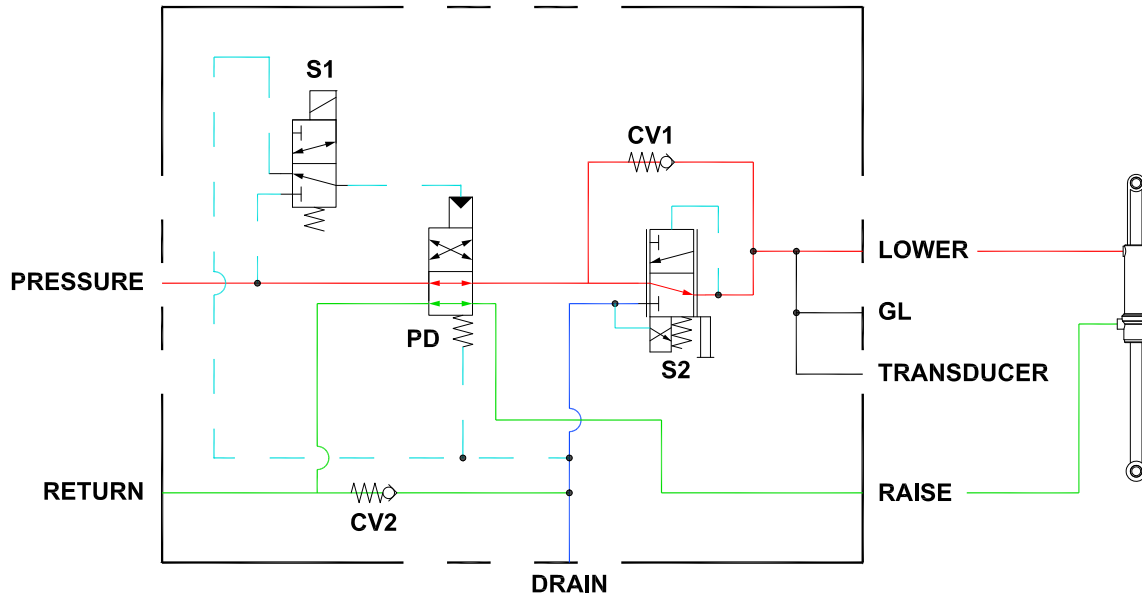 S1
CV1
LOWER
PRESSURE
GL
PD
S2
TRANSDUCER
RETURN
CV2
RAISE
DRAIN